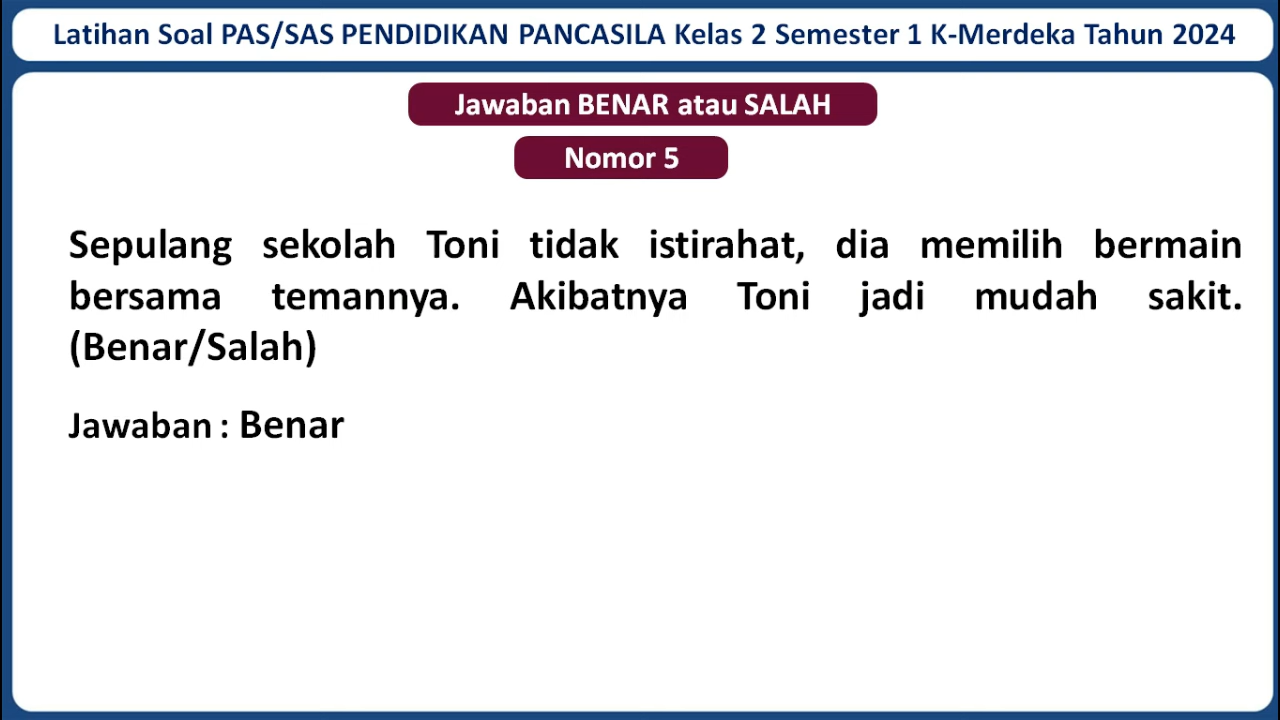 Latihan Soal PAS/SAS PENDIDIKAN PANCASILA Kelas 2 Semester 1 K-Merdeka Tahun 2024
Jawaban BENAR atau SALAH
Nomor 5
Sepulang sekolah Toni tidak istirahat, dia memilih bermain
bersama temannya. Akibatnya Toni jadi mudah sakit.
(Benar/Salah)
Jawaban : Benar